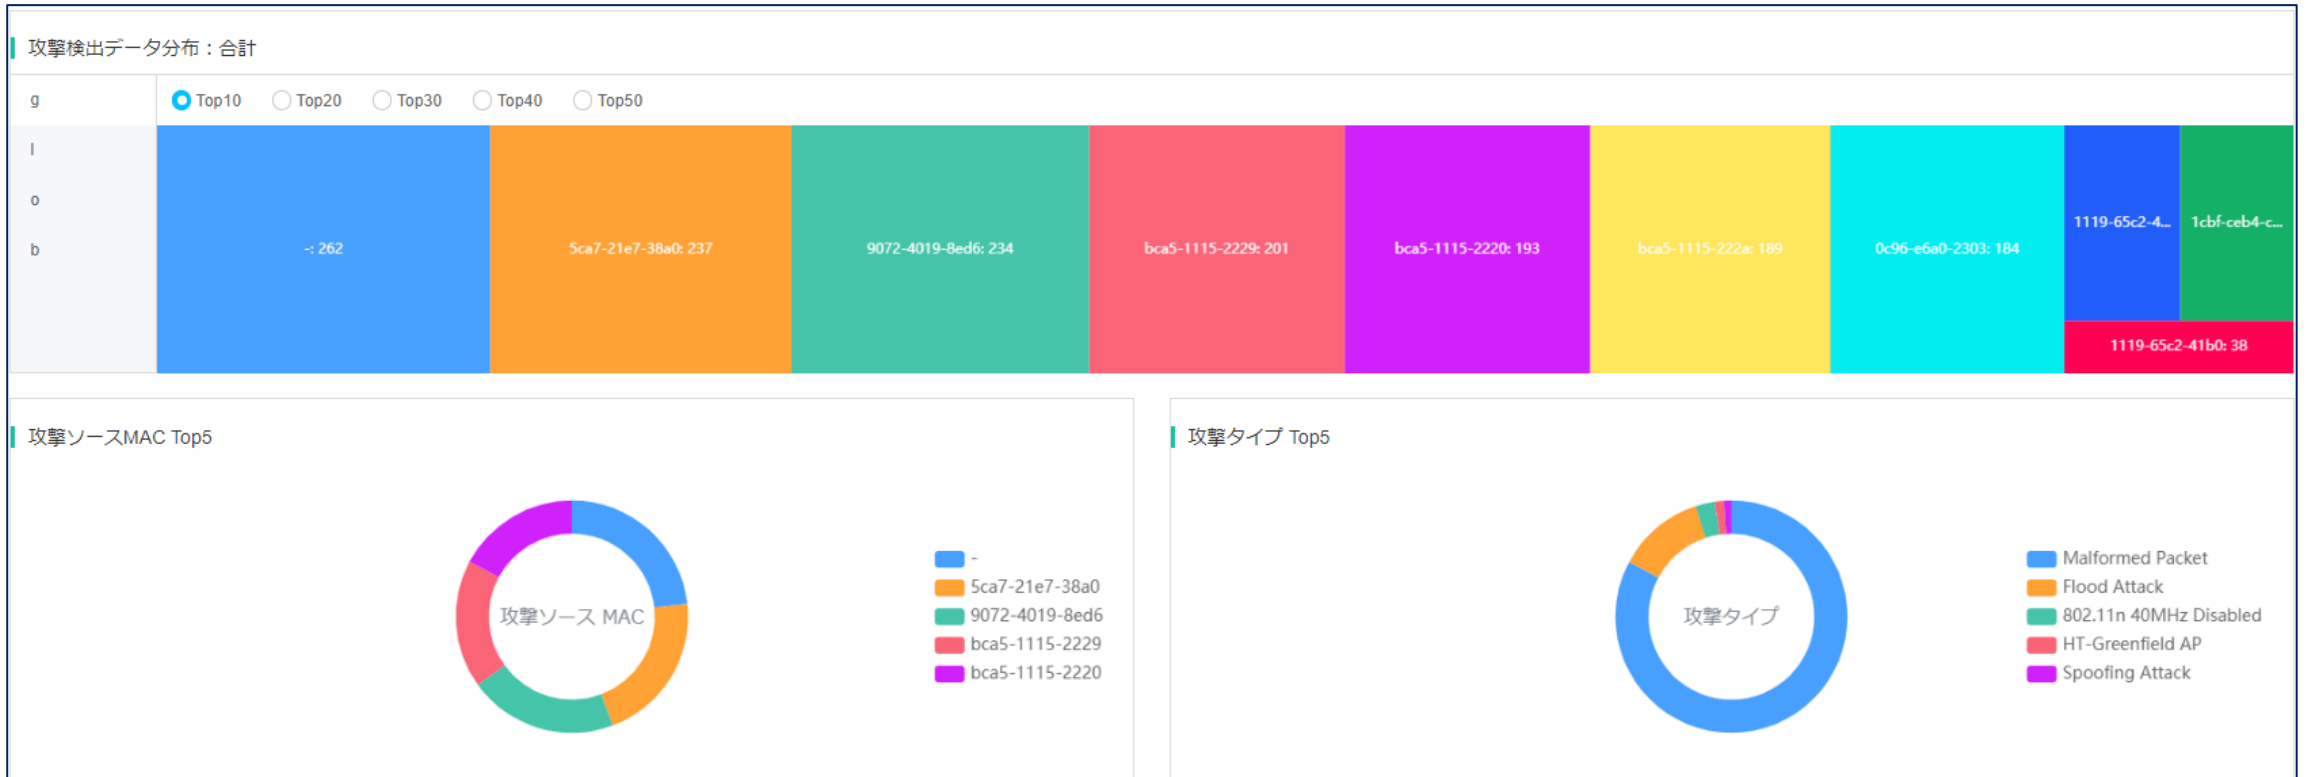 攻撃検出データ分布：合計
g
Top10 Top20 Top30 Top40 Top50
l
o
b
-: 262
5ca7-21e7-38a0: 237
9072-4019-8ed6: 234
bca5-1115-2229: 201
bca5-1115-2220: 193
bca5-1115-222a: 189
0c96-e6a0-2303: 184
1119-65c2-4...
1cbf-ceb4-c...
1119-65c2-41b0: 38
攻撃ソースMAC Top5
攻撃ソース MAC
-
5ca7-21e7-38a0
9072-4019-8ed6
bca5-1115-2229
bca5-1115-2220
攻撃タイプ Top5
攻撃タイプ
Malformed Packet
Flood Attack
802.11n 40MHz Disabled
HT-Greenfield AP
Spoofing Attack